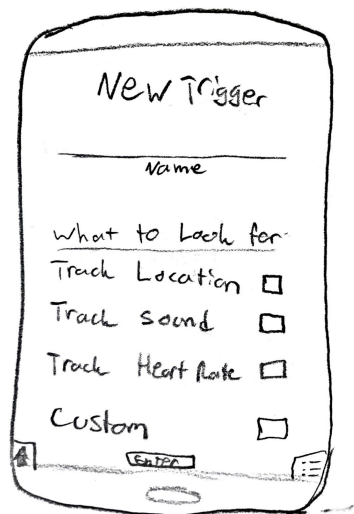 New Trigger
Name
What to Look for
Track Location
Track Sound
Track Heart Rate
Custom
Enter